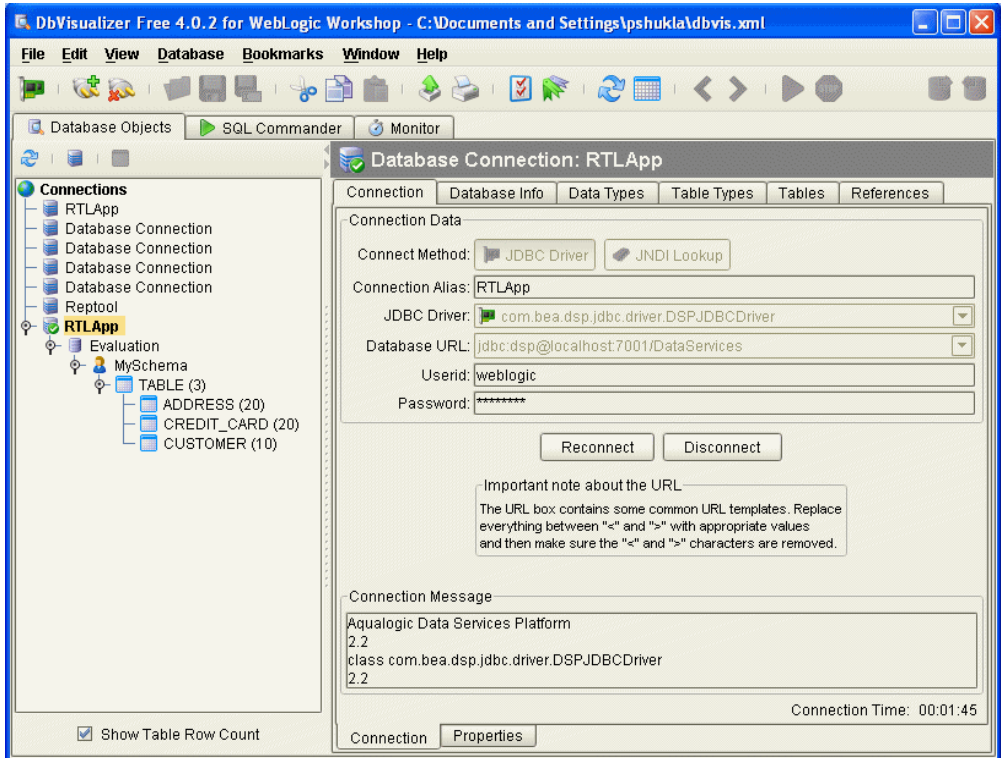 DbVisualizer Free 4.0.2 for WebLogic Workshop - C:\Documents and Settings\pshukla\dbvis.xml
File Edit View Database Bookmarks Window Help
STOP
Database Objects SQL Commander Monitor
Database Connection: RTLApp
Connections
RTLApp
Database Connection
Database Connection
Database Connection
Database Connection
Reptool
RTLApp
Evaluation
MySchema
TABLE (3)
ADDRESS (20)
CREDIT_CARD (20)
CUSTOMER (10)
Show Table Row Count
Connection Database Info Data Types Table Types Tables References
Connection Data
Connect Method: JDBC Driver JNDI Lookup
Connection Alias: RTLApp
JDBC Driver: com.bea.dsp.jdbc.driver.DSPJDBCDriver
Database URL: jdbc:dsp@localhost:7001/DataServices
Userid: weblogic
Password: ********
Reconnect Disconnect
Important note about the URL
The URL box contains some common URL templates. Replace
everything between "<" and ">" with appropriate values
and then make sure the "<" and ">" characters are removed.
Connection Message
Aqualogic Data Services Platform
2.2
class com.bea.dsp.jdbc.driver.DSPJDBCDriver
2.2
Connection Time: 00:01:45
Connection Properties